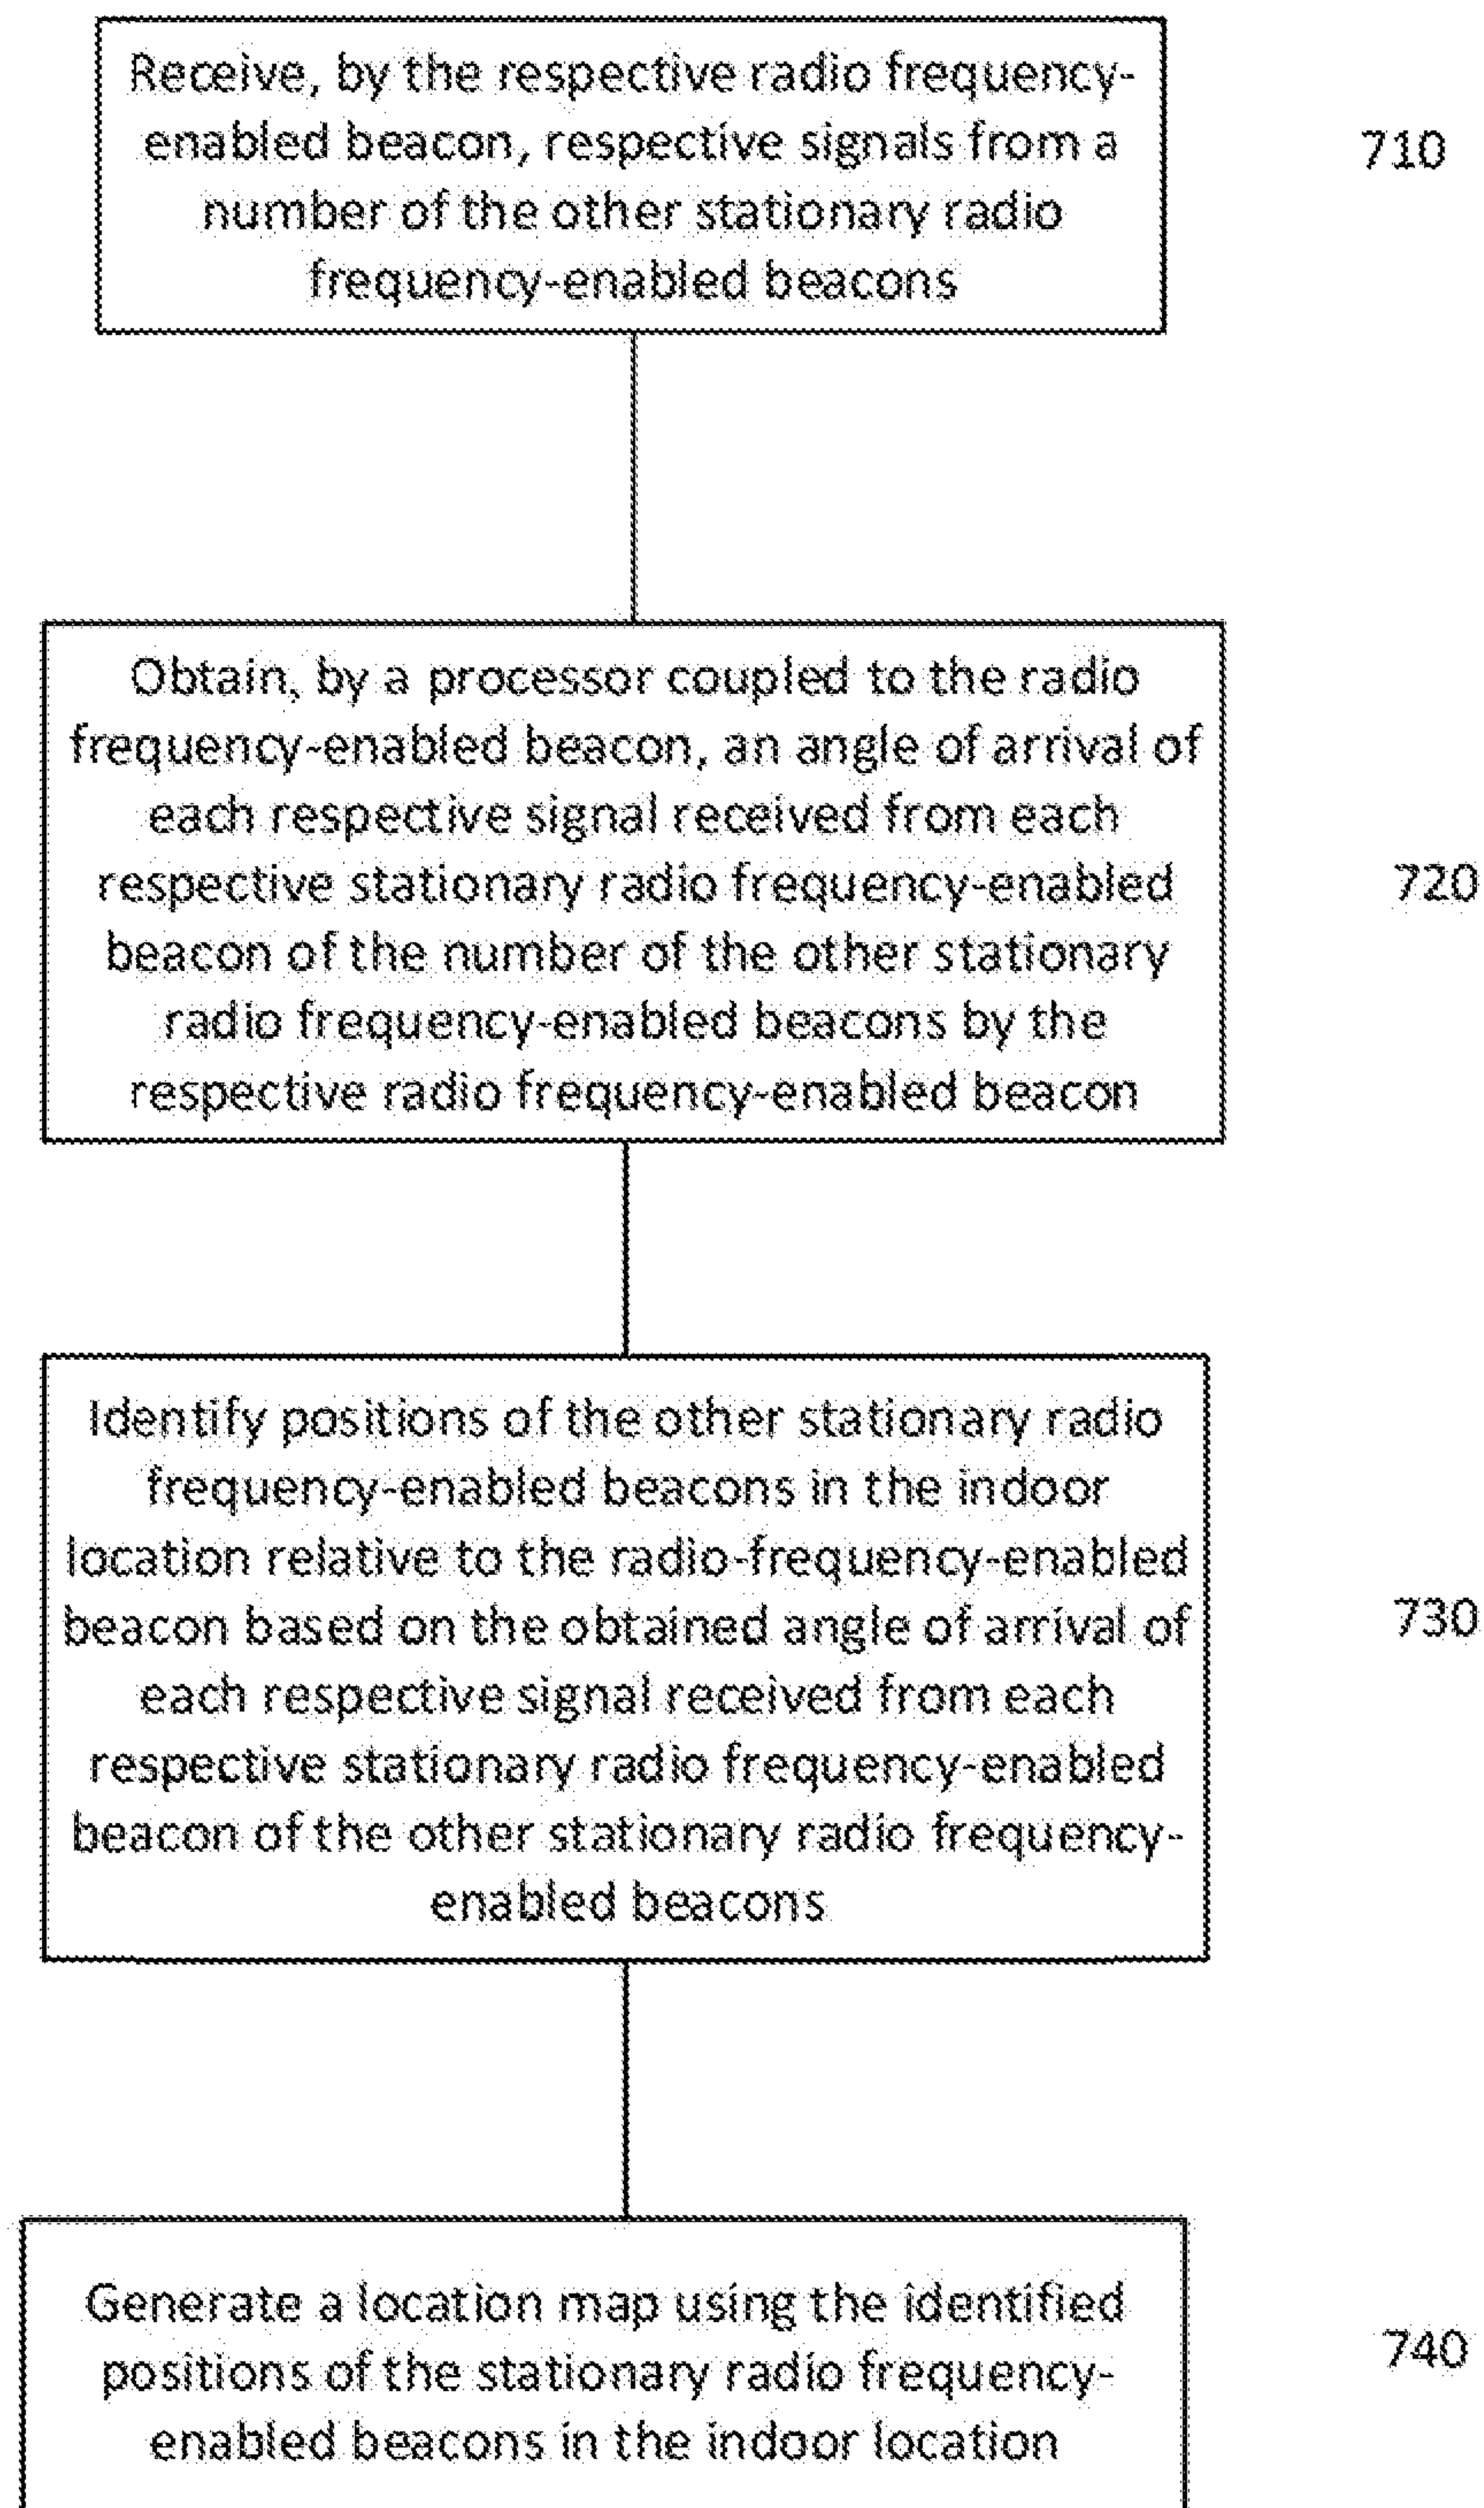 Receive, by the respective radio frequency-
enabled beacon, respective signals from a
number of the other stationary radio
frequency-enabled beacons
710
Obtain, by a processor coupled to the radio
frequency-enabled beacon, an angle of arrival of
each respective signal received from each
respective stationary radio frequency-enabled
beacon of the number of the other stationary
radio frequency-enabled beacons by the
respective radio frequency-enabled beacon
720
Identify positions of the other stationary radio
frequency-enabled beacons in the indoor
location relative to the radio-frequency-enabled
beacon based on the obtained angle of arrival of
each respective signal received from each
respective stationary radio frequency-enabled
beacon of the other stationary radio frequency-
enabled beacons
730
Generate a location map using the identified
positions of the stationary radio frequency-
enabled beacons in the indoor location
740